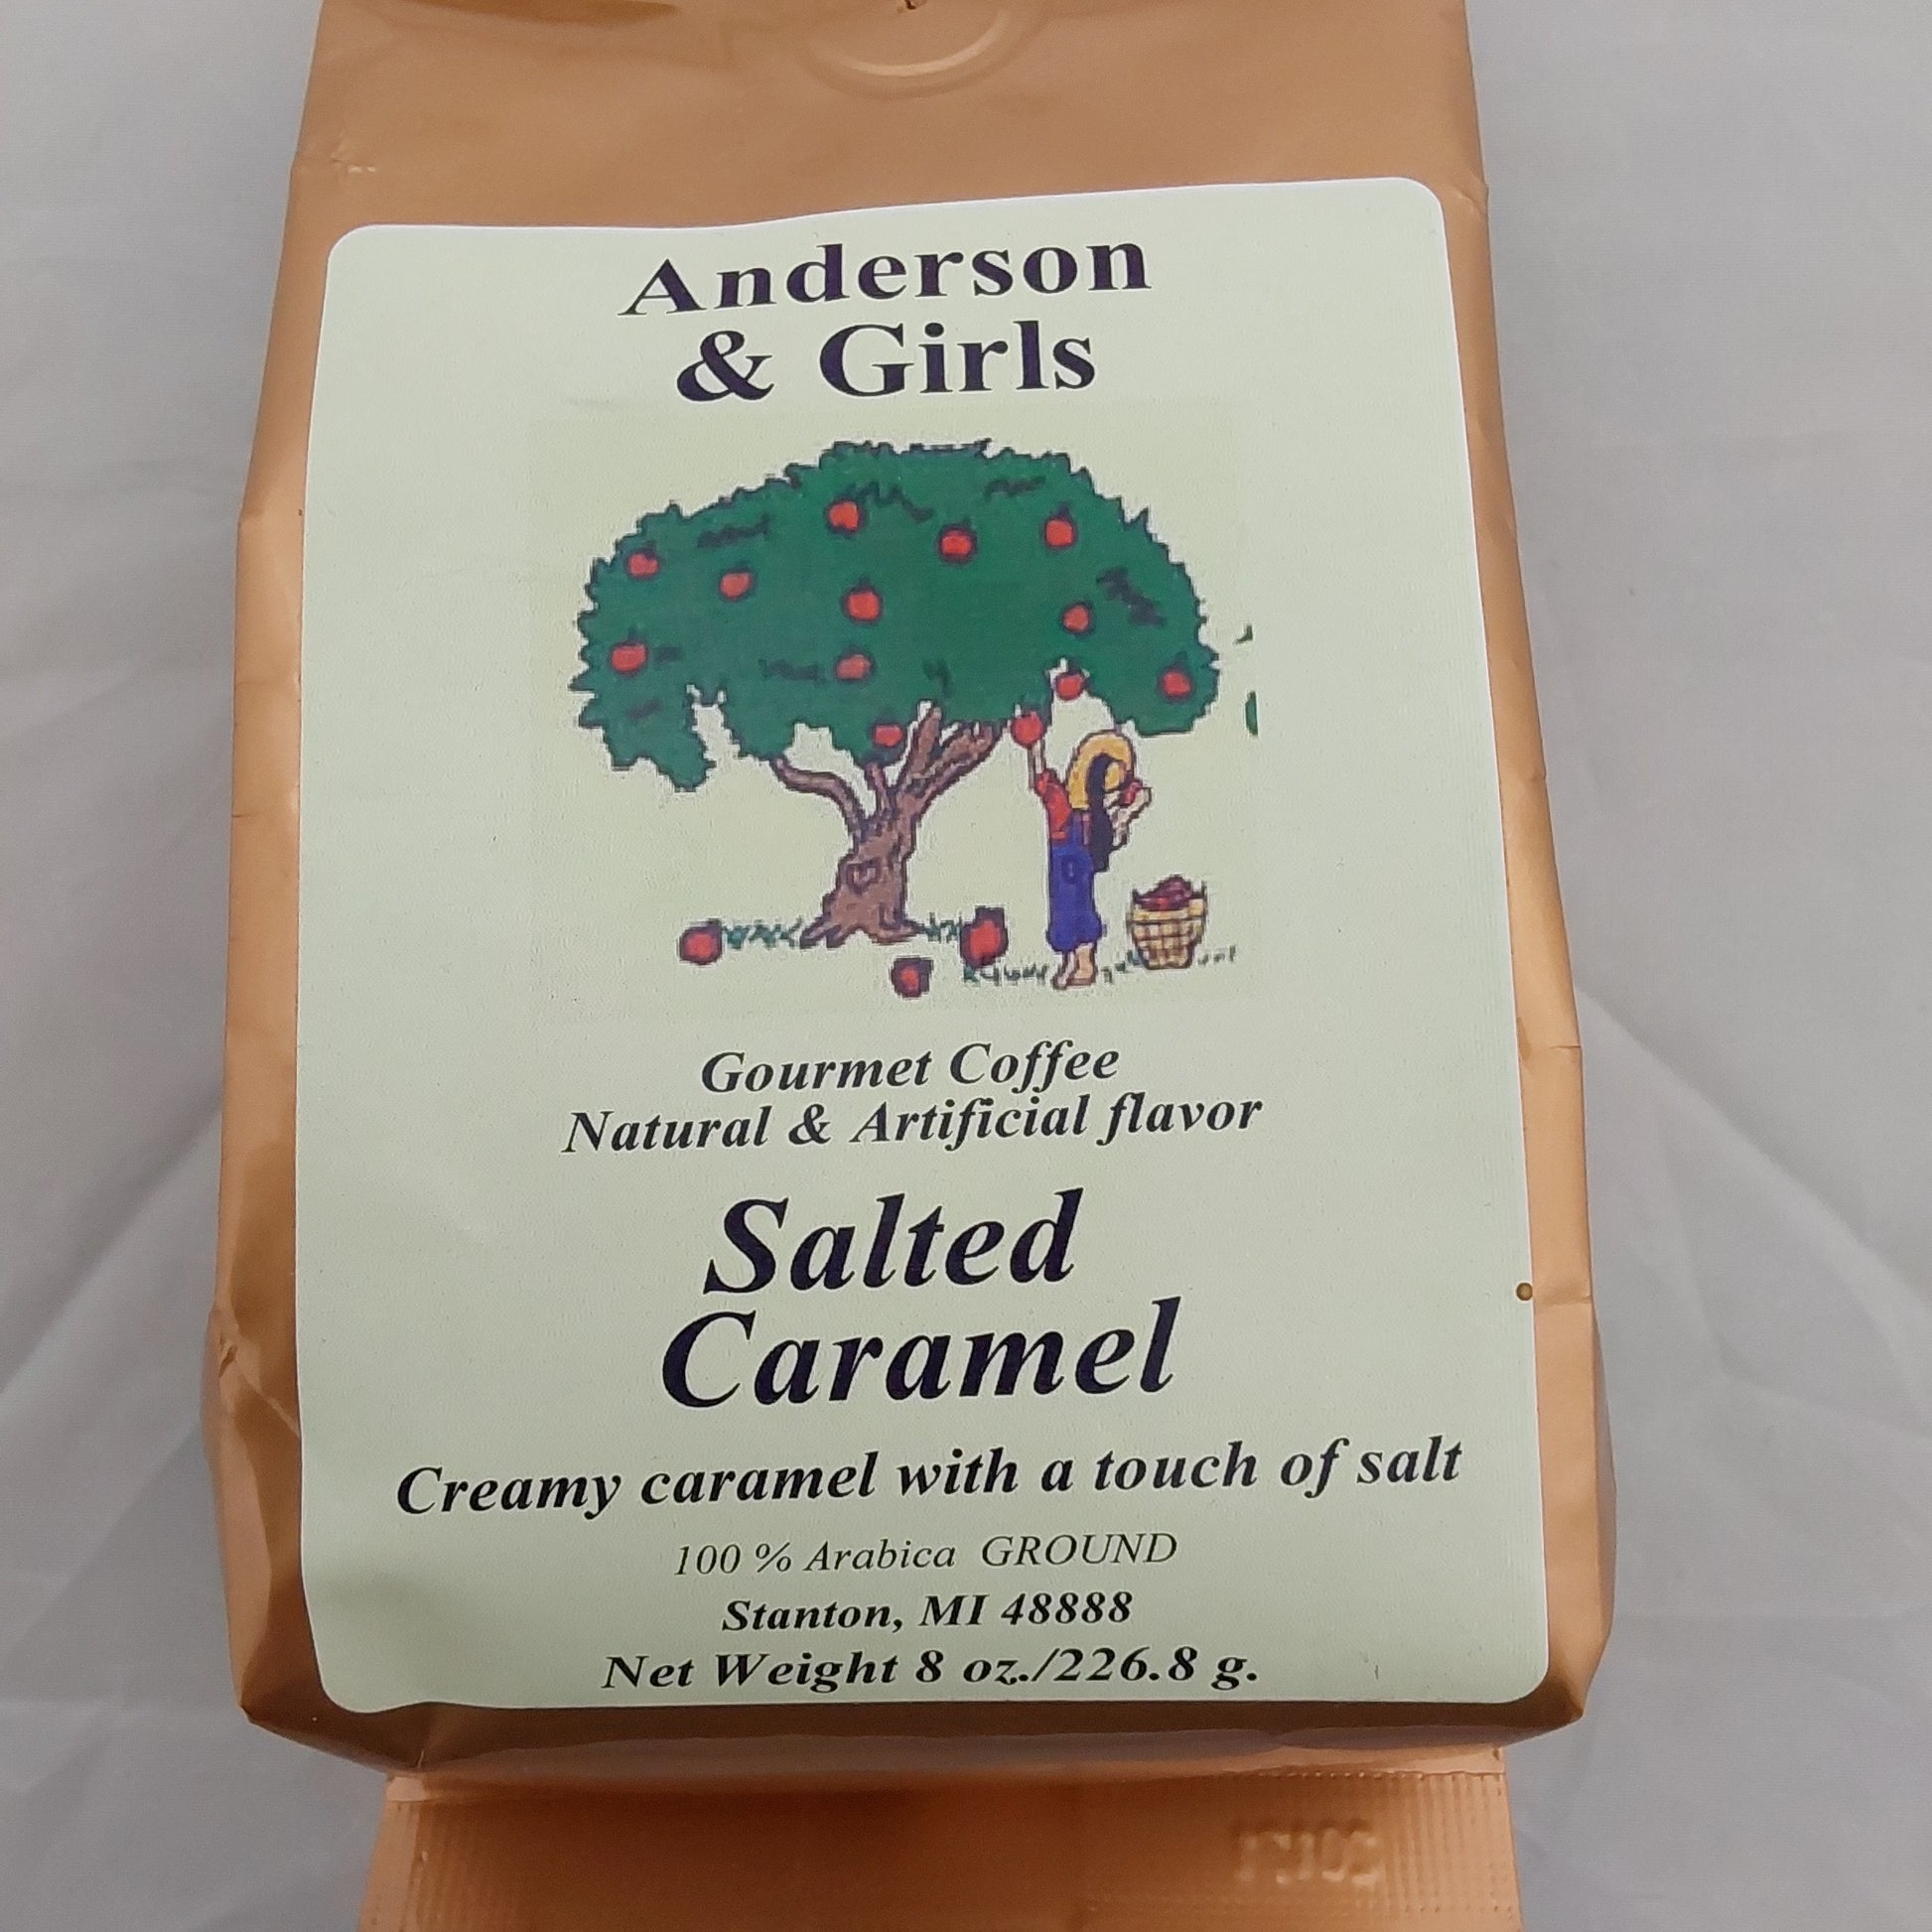 Anderson
& Girls
Gourmet Coffee
Natural & Artificial flavor
Salted
Caramel
Creamy caramel with a touch of salt
100 % Arabica GROUND
Stanton, MI 48888
Net Weight 8 oz./226.8 g.